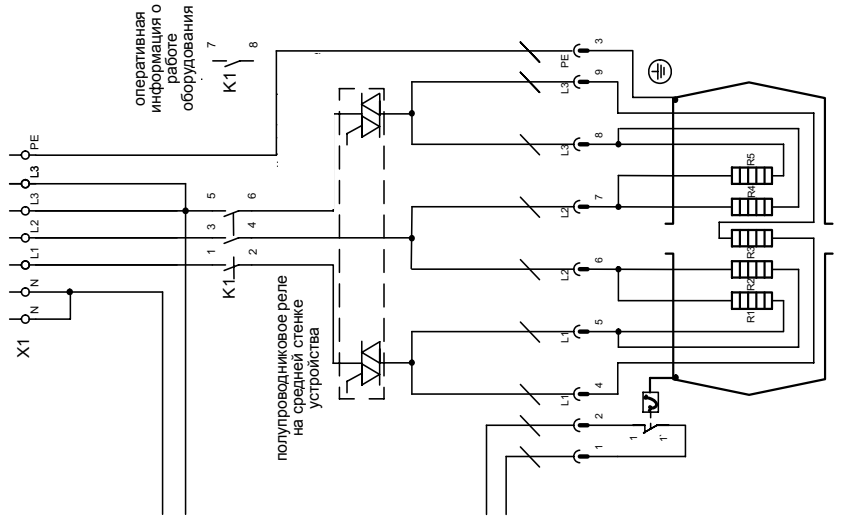 оперативная
информация о
работе
оборудования
7
K1
8
X1
N
N
L1
L2
L3
L3
PE
K1
1
2
3
4
5
6
полупроводниковое реле
на средней стенке
устройства
PE
3
L3
9
L3
8
L2
7
L2
6
L1
5
L1
4
2
1
1
1'
R1
R2
R3
R4
R5